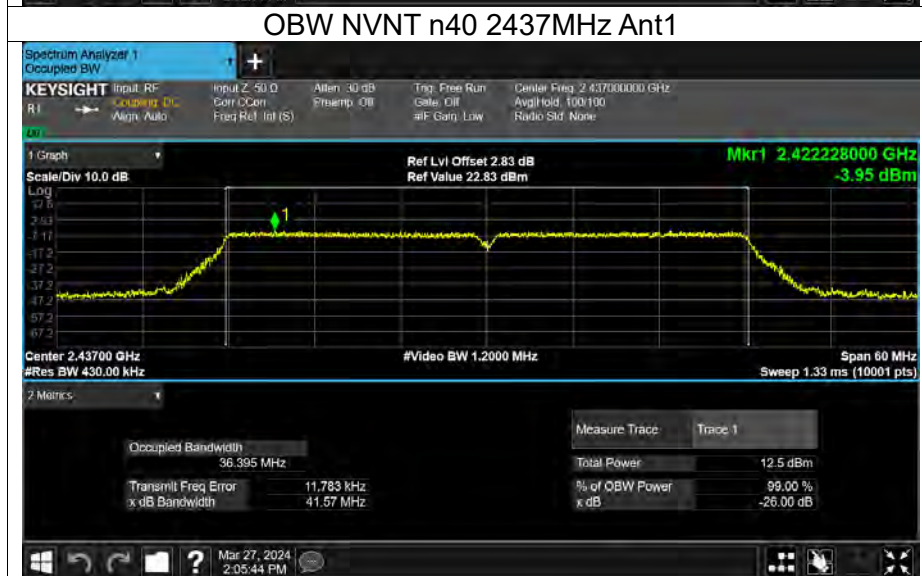 OBW NVNT n40 2437MHz Ant1
Spectrum Analyzer 1
Occupied BW
+
KEYSIGHT Input: RF Input Z: 50 Ω Atten: 30 dB Trig: Free Run Center Freq: 2.437000000 GHz
Coupling: DC Corr CCorr Preamp: Off Gate: Off Avg|Hold: 100/100
Align: Auto Freq Ref: Int (S) #IF Gain: Low Radio Std: None
1 Graph
Scale/Div 10.0 dB
Ref Lvl Offset 2.83 dB
Ref Value 22.83 dBm
Mkr1 2.422228000 GHz
-3.95 dBm
Log
2.83
-7.17
-17.2
-27.2
-37.2
-47.2
-57.2
-67.2
1
Center 2.43700 GHz #Video BW 1.2000 MHz Span 60 MHz
#Res BW 430.00 kHz Sweep 1.33 ms (10001 pts)
2 Metrics
Measure Trace Trace 1
Occupied Bandwidth
36.395 MHz
Total Power 12.5 dBm
Transmit Freq Error 11.783 kHz
% of OBW Power 99.00 %
x dB Bandwidth 41.57 MHz
x dB -26.00 dB
?
Mar 27, 2024
2:05:44 PM